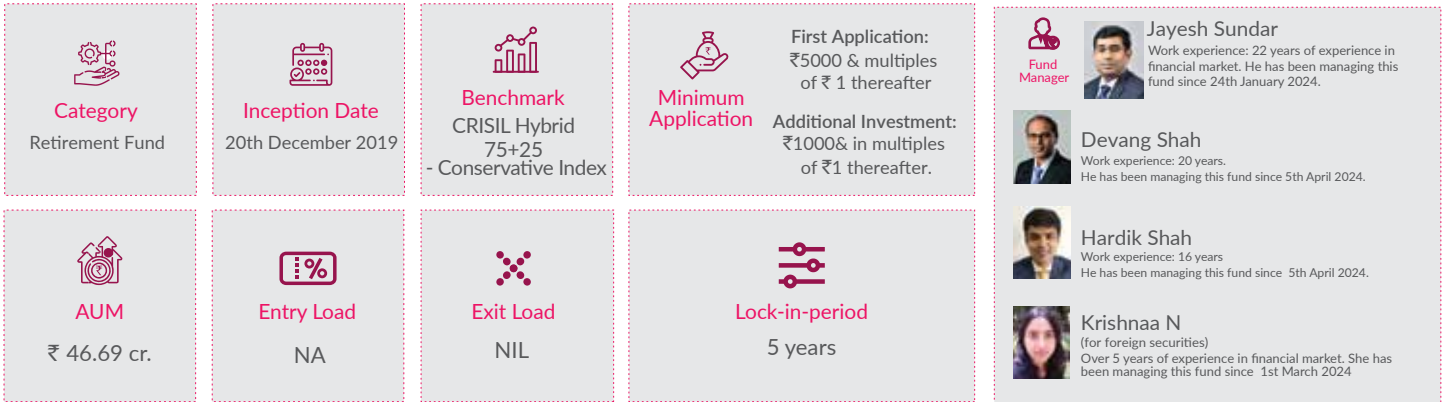 Category
Retirement Fund
Inception Date
20th December 2019
Benchmark
CRISIL Hybrid
75+25
- Conservative Index
Minimum
Application
First Application:
₹5000 & multiples
of ₹ 1 thereafter
Additional Investment:
₹1000& in multiples
of ₹1 thereafter.
AUM
₹ 46.69 cr.
%
Entry Load
NA
Exit Load
NIL
Lock-in-period
5 years
Fund
Manager
Jayesh Sundar
Work experience: 22 years of experience in
financial market. He has been managing this
fund since 24th January 2024.
Devang Shah
Work experience: 20 years.
He has been managing this fund since 5th April 2024.
Hardik Shah
Work experience: 16 years
He has been managing this fund since 5th April 2024.
Krishnaa N
(for foreign securities)
Over 5 years of experience in financial market. She has
been managing this fund since 1st March 2024